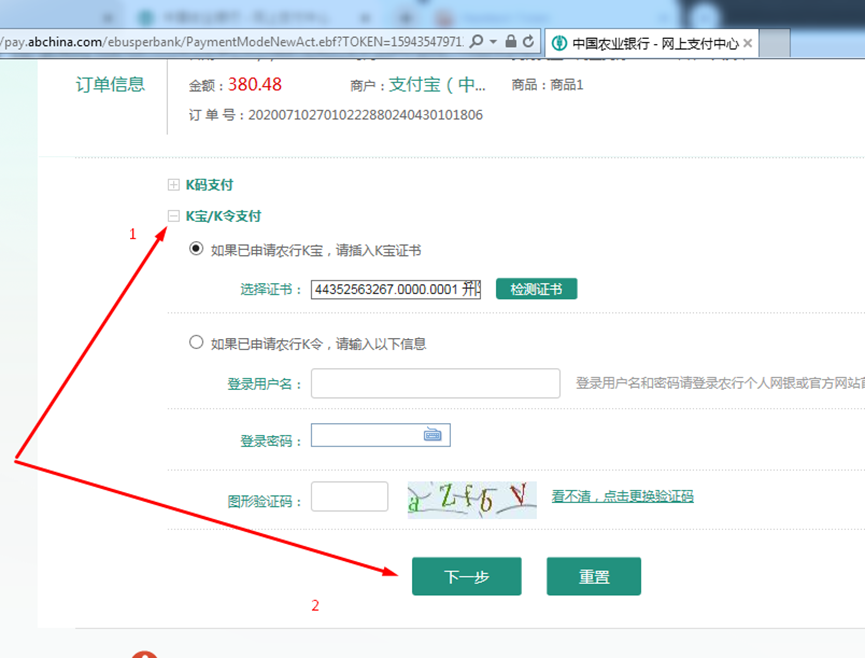 /pay.abchina.com/ebusperbank/PaymentModeNewAct.ebf?TOKEN=15943547971
中国农业银行 - 网上支付中心
订单信息
金额：380.48
商户：支付宝（中...
商品：商品1
订 单 号：20200710270102228802404301018​06
K码支付
K宝/K令支付
1
如果已申请农行K宝，请插入K宝证书
选择证书：
44352563267.0000.0001
检测证书
如果已申请农行K令，请输入以下信息
登录用户名：
登录用户名和密码请登录农行个人网银或官方网站
登录密码：
图形验证码：
看不清，点击更换验证码
下一步
重置
2